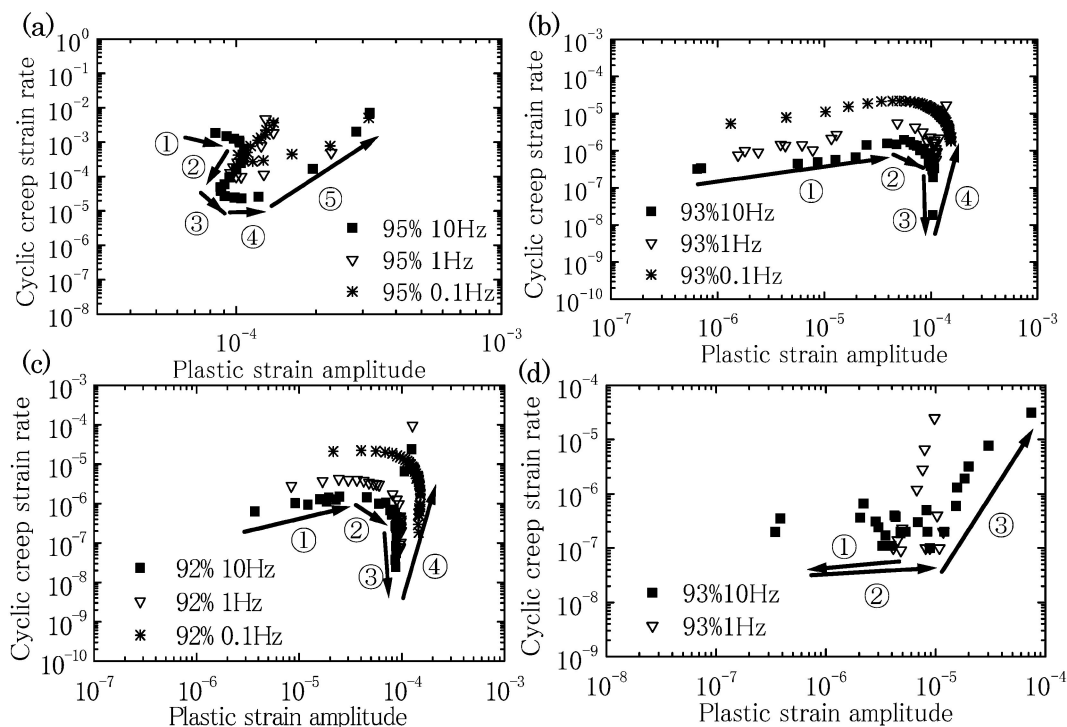 (a)
Cyclic creep strain rate
10^0
10^-1
10^-2
10^-3
10^-4
10^-5
10^-6
10^-7
10^-8
①
②
③
④
⑤
95% 10Hz
95% 1Hz
95% 0.1Hz
10^-4
10^-3
Plastic strain amplitude
(b)
Cyclic creep strain rate
10^-3
10^-4
10^-5
10^-6
10^-7
10^-8
10^-9
10^-10
①
②
③
④
93%10Hz
93%1Hz
93%0.1Hz
10^-7
10^-6
10^-5
10^-4
10^-3
Plastic strain amplitude
(c)
Cyclic creep strain rate
10^-3
10^-4
10^-5
10^-6
10^-7
10^-8
10^-9
10^-10
①
②
③
④
92% 10Hz
92% 1Hz
92% 0.1Hz
10^-7
10^-6
10^-5
10^-4
10^-3
Plastic strain amplitude
(d)
Cyclic creep strain rate
10^-4
10^-5
10^-6
10^-7
10^-8
10^-9
①
②
③
93%10Hz
93%1Hz
10^-8
10^-7
10^-6
10^-5
10^-4
Plastic strain amplitude